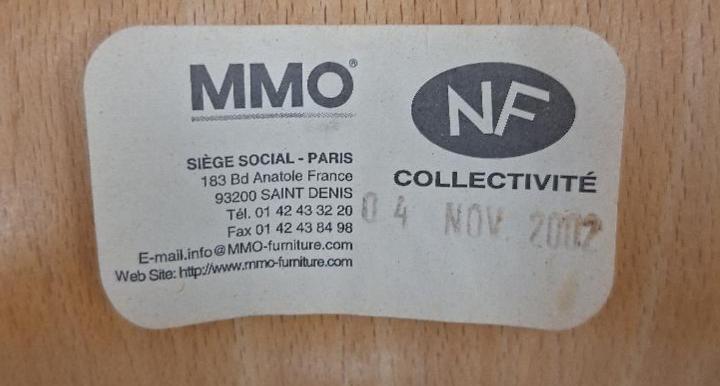 MMO®
SIÈGE SOCIAL - PARIS
183 Bd Anatole France
93200 SAINT DENIS
Tél. 01 42 43 32 20
Fax 01 42 43 84 98
E-mail.info@MMO-furniture.com
Web Site: http://www.mmo-furniture.com
NF
COLLECTIVITÉ
04 NOV. 2002